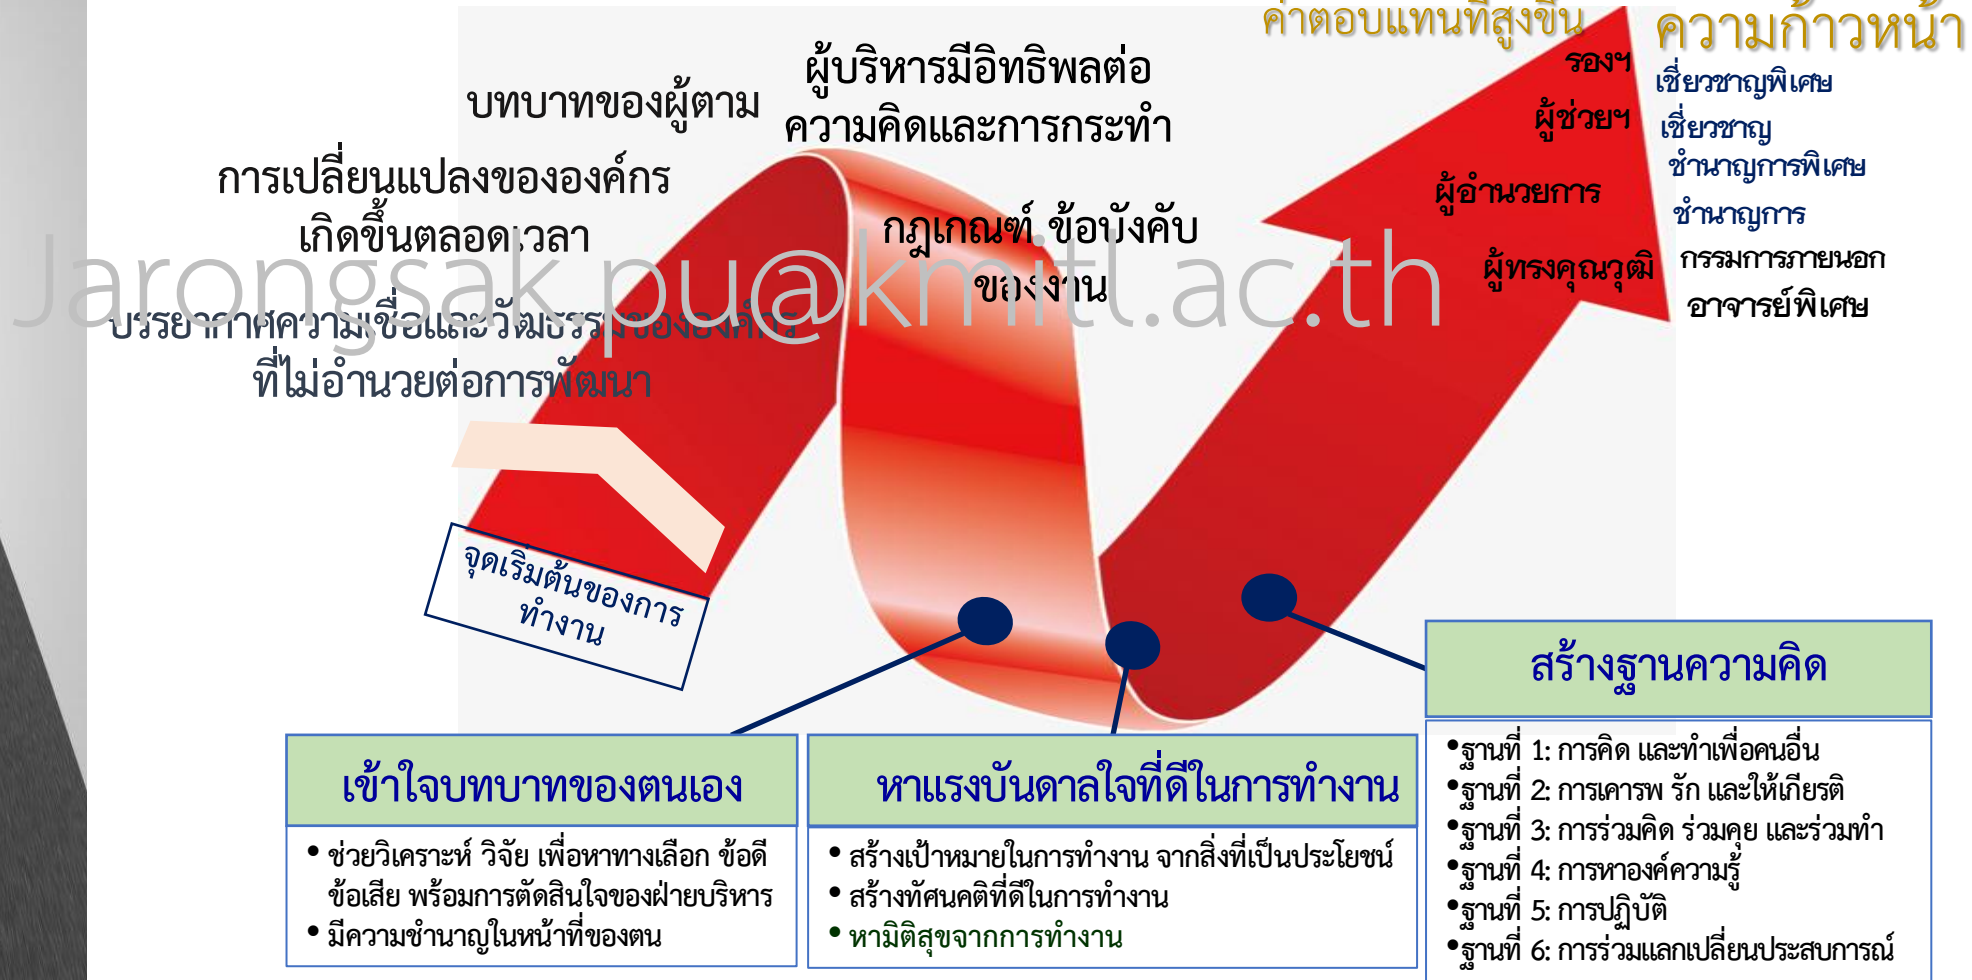 ค่าตอบแทนที่สูงขึ้น
ความก้าวหน้า
ผู้บริหารมีอิทธิพลต่อ
ความคิดและการกระทำ
บทบาทของผู้ตาม
การเปลี่ยนแปลงขององค์กร
เกิดขึ้นตลอดเวลา
บรรยากาศความเชื่อและวัฒธรรมขององค์กร
ที่ไม่อำนวยต่อการพัฒนา
กฎเกณฑ์ ข้อบังคับ
ของงาน
Jarongsak.pu@kmitl.ac.th
รองฯ
ผู้ช่วยฯ
ผู้อำนวยการ
ผู้ทรงคุณวุฒิ
เชี่ยวชาญพิเศษ
เชี่ยวชาญ
ชำนาญการพิเศษ
ชำนาญการ
กรรมการภายนอก
อาจารย์พิเศษ
จุดเริ่มต้นของการ
ทำงาน
เข้าใจบทบาทของตนเอง
• ช่วยวิเคราะห์ วิจัย เพื่อหาทางเลือก ข้อดี
ข้อเสีย พร้อมการตัดสินใจของฝ่ายบริหาร
• มีความชำนาญในหน้าที่ของตน
หาแรงบันดาลใจที่ดีในการทำงาน
• สร้างเป้าหมายในการทำงาน จากสิ่งที่เป็นประโยชน์
• สร้างทัศนคติที่ดีในการทำงาน
• หามิติสุขจากการทำงาน
สร้างฐานความคิด
•ฐานที่ 1: การคิด และทำเพื่อคนอื่น
•ฐานที่ 2: การเคารพ รัก และให้เกียรติ
•ฐานที่ 3: การร่วมคิด ร่วมคุย และร่วมทำ
•ฐานที่ 4: การหาองค์ความรู้
•ฐานที่ 5: การปฏิบัติ
•ฐานที่ 6: การร่วมแลกเปลี่ยนประสบการณ์